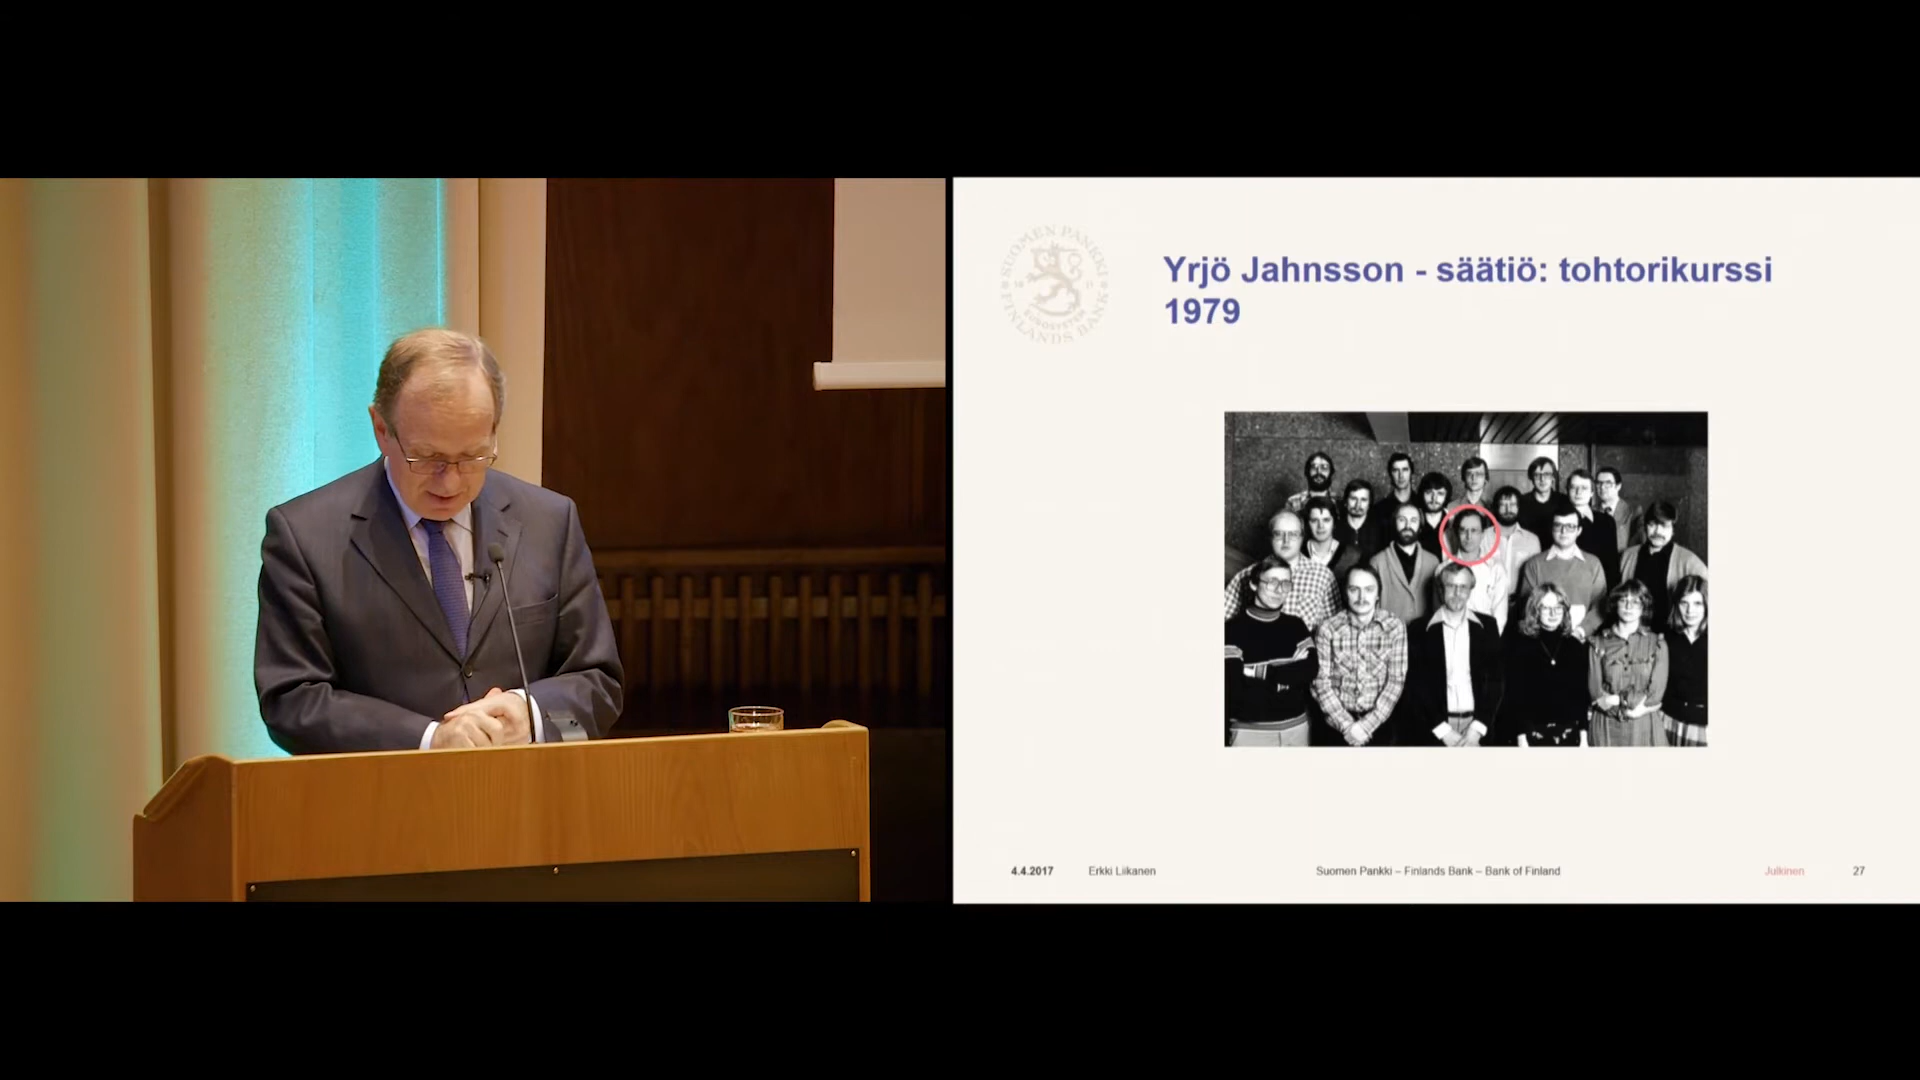 SUOMEN PANKKI
FINLANDS BANK
EUROSYSTEM
Yrjö Jahnsson - säätiö: tohtorikurssi
1979
4.4.2017 Erkki Liikanen Suomen Pankki – Finlands Bank – Bank of Finland Julkinen 27